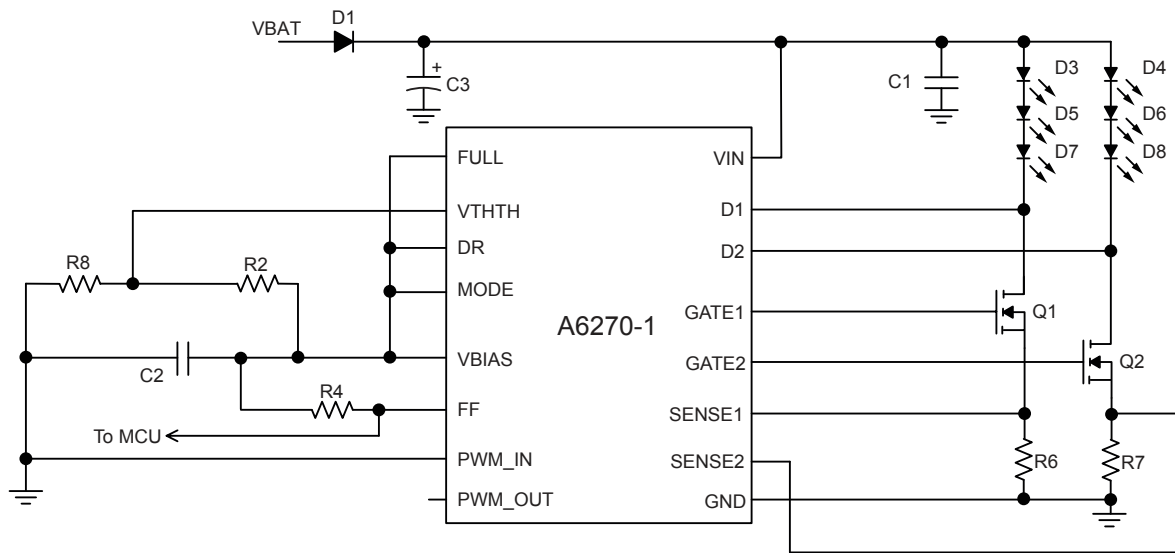 VBAT
D1
+
C3
C1
D3
D4
D5
D6
D7
D8
FULL
VIN
VTHTH
D1
DR
D2
R8
R2
MODE
GATE1
Q1
A6270-1
C2
VBIAS
GATE2
Q2
R4
FF
SENSE1
To MCU
PWM_IN
SENSE2
R6
R7
PWM_OUT
GND